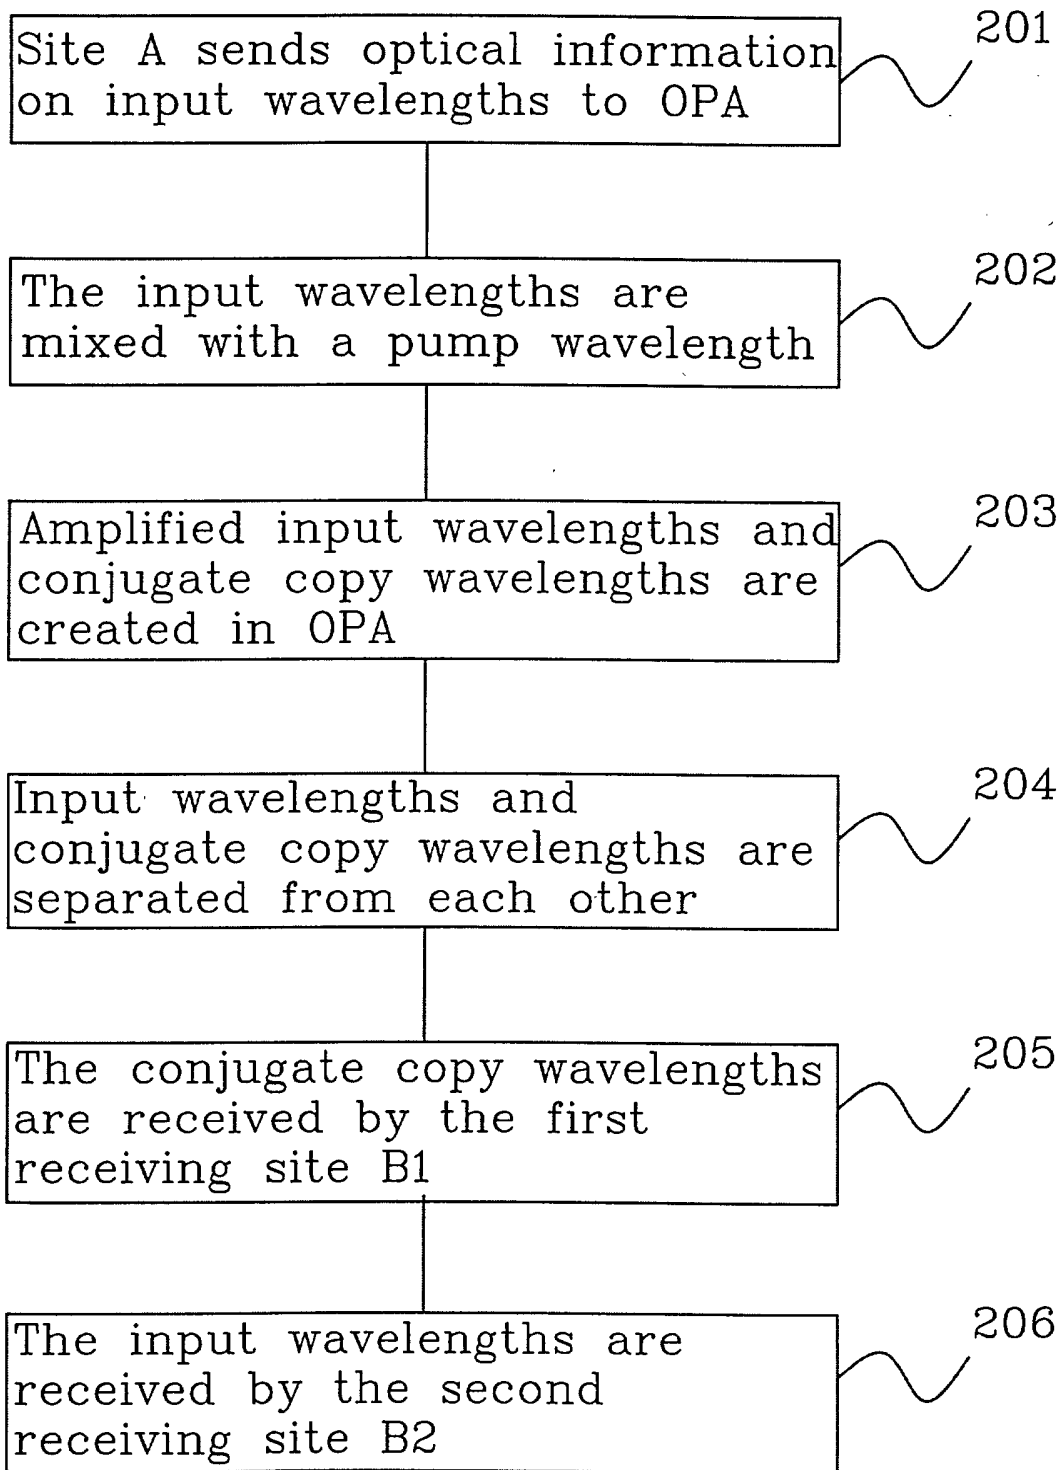 201
Site A sends optical information
on input wavelengths to OPA
202
The input wavelengths are
mixed with a pump wavelength
203
Amplified input wavelengths and
conjugate copy wavelengths are
created in OPA
204
Input wavelengths and
conjugate copy wavelengths are
separated from each other
205
The conjugate copy wavelengths
are received by the first
receiving site B1
206
The input wavelengths are
received by the second
receiving site B2